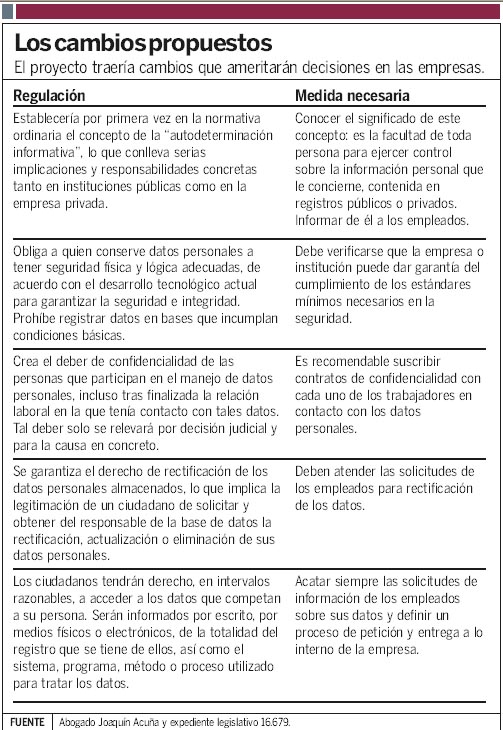 Los cambios propuestos
El proyecto traería cambios que ameritarán decisiones en las empresas.
Regulación
Medida necesaria
Establecería por primera vez en la normativa
ordinaria el concepto de la “autodeterminación
informativa”, lo que conlleva serias
implicaciones y responsabilidades concretas
tanto en instituciones públicas como en la
empresa privada.
Conocer el significado de este
concepto: es la facultad de toda
persona para ejercer control
sobre la información personal que
le concierne, contenida en
registros públicos o privados.
Informar de él a los empleados.
Obliga a quien conserve datos personales a
tener seguridad física y lógica adecuadas, de
acuerdo con el desarrollo tecnológico actual
para garantizar la seguridad e integridad.
Prohíbe registrar datos en bases que incumplan
condiciones básicas.
Debe verificarse que la empresa o
institución puede dar garantía del
cumplimiento de los estándares
mínimos necesarios en la
seguridad.
Crea el deber de confidencialidad de las
personas que participan en el manejo de datos
personales, incluso tras finalizada la relación
laboral en la que tenía contacto con tales datos.
Tal deber solo se relevará por decisión judicial y
para la causa en concreto.
Es recomendable suscribir
contratos de confidencialidad con
cada uno de los trabajadores en
contacto con los datos
personales.
Se garantiza el derecho de rectificación de los
datos personales almacenados, lo que implica la
legitimación de un ciudadano de solicitar y
obtener del responsable de la base de datos la
rectificación, actualización o eliminación de sus
datos personales.
Deben atender las solicitudes de
los empleados para rectificación
de los datos.
Los ciudadanos tendrán derecho, en intervalos
razonables, a acceder a los datos que competan
a su persona. Serán informados por escrito, por
medios físicos o electrónicos, de la totalidad del
registro que se tiene de ellos, así como el
sistema, programa, método o proceso utilizado
para tratar los datos.
Acatar siempre las solicitudes de
información de los empleados
sobre sus datos y definir un
proceso de petición y entrega a lo
interno de la empresa.
FUENTE Abogado Joaquín Acuña y expediente legislativo 16.679.